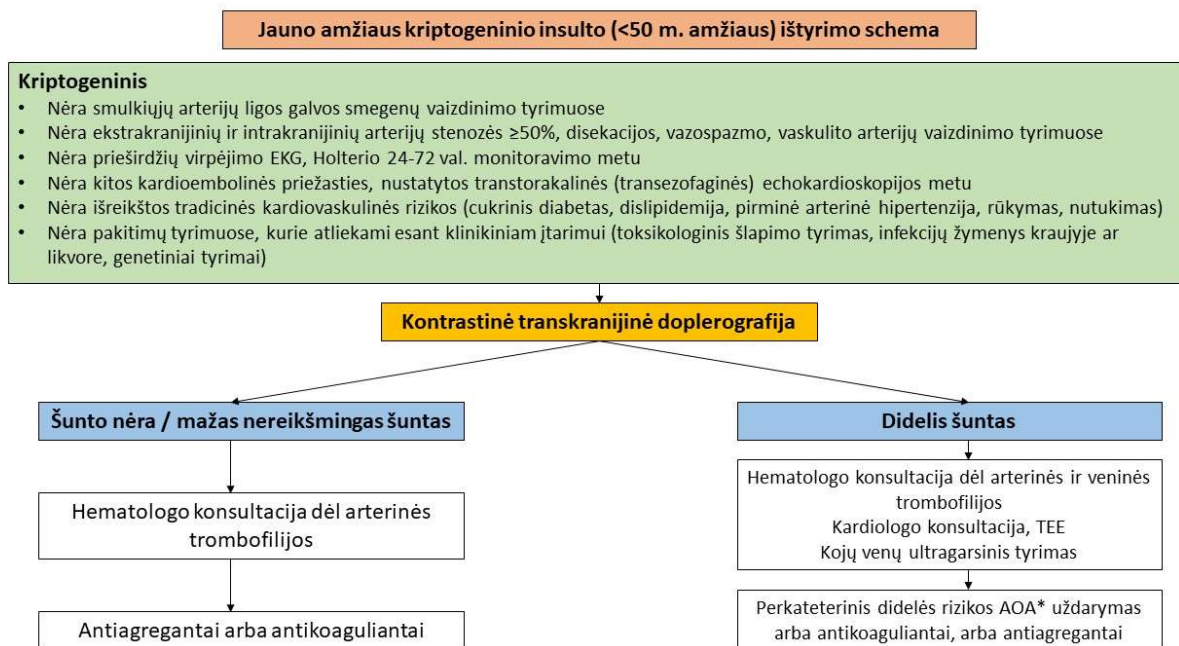 Jauno amžiaus kriptogeninio insulto (<50 m. amžiaus) ištyrimo schema
Kriptogeninis
• Nėra smulkiųjų arterijų ligos galvos smegenų vaizdinimo tyrimuose
• Nėra ekstrakranijinių ir intrakranijinių arterijų stenozės ≥50%, disekacijos, vazospazmo, vaskulito arterijų vaizdinimo tyrimuose
• Nėra prieširdžių virpėjimo EKG, Holterio 24-72 val. monitoravimo metu
• Nėra kitos kardioembolinės priežasties, nustatytos transtorakalinės (transezofaginės) echokardioskopijos metu
• Nėra išreikštos tradicinės kardiovaskulinės rizikos (cukrinis diabetas, dislipidemija, pirminė arterinė hipertenzija, rūkymas, nutukimas)
• Nėra pakitimų tyrimuose, kurie atliekami esant klinikiniam įtarimui (toksikologinis šlapimo tyrimas, infekcijų žymenys kraujyje ar
likvore, genetiniai tyrimai)
Kontrastinė transkranijinė doplerografija
Šunto nėra / mažas nereikšmingas šuntas
Hematologo konsultacija dėl arterinės
trombofilijos
Antiagregantai arba antikoaguliantai
Didelis šuntas
Hematologo konsultacija dėl arterinės ir veninės
trombofilijos
Kardiologo konsultacija, TEE
Kojų venų ultragarsinis tyrimas
Perkateterinis didelės rizikos AOA* uždarymas
arba antikoaguliantai, arba antiagregantai